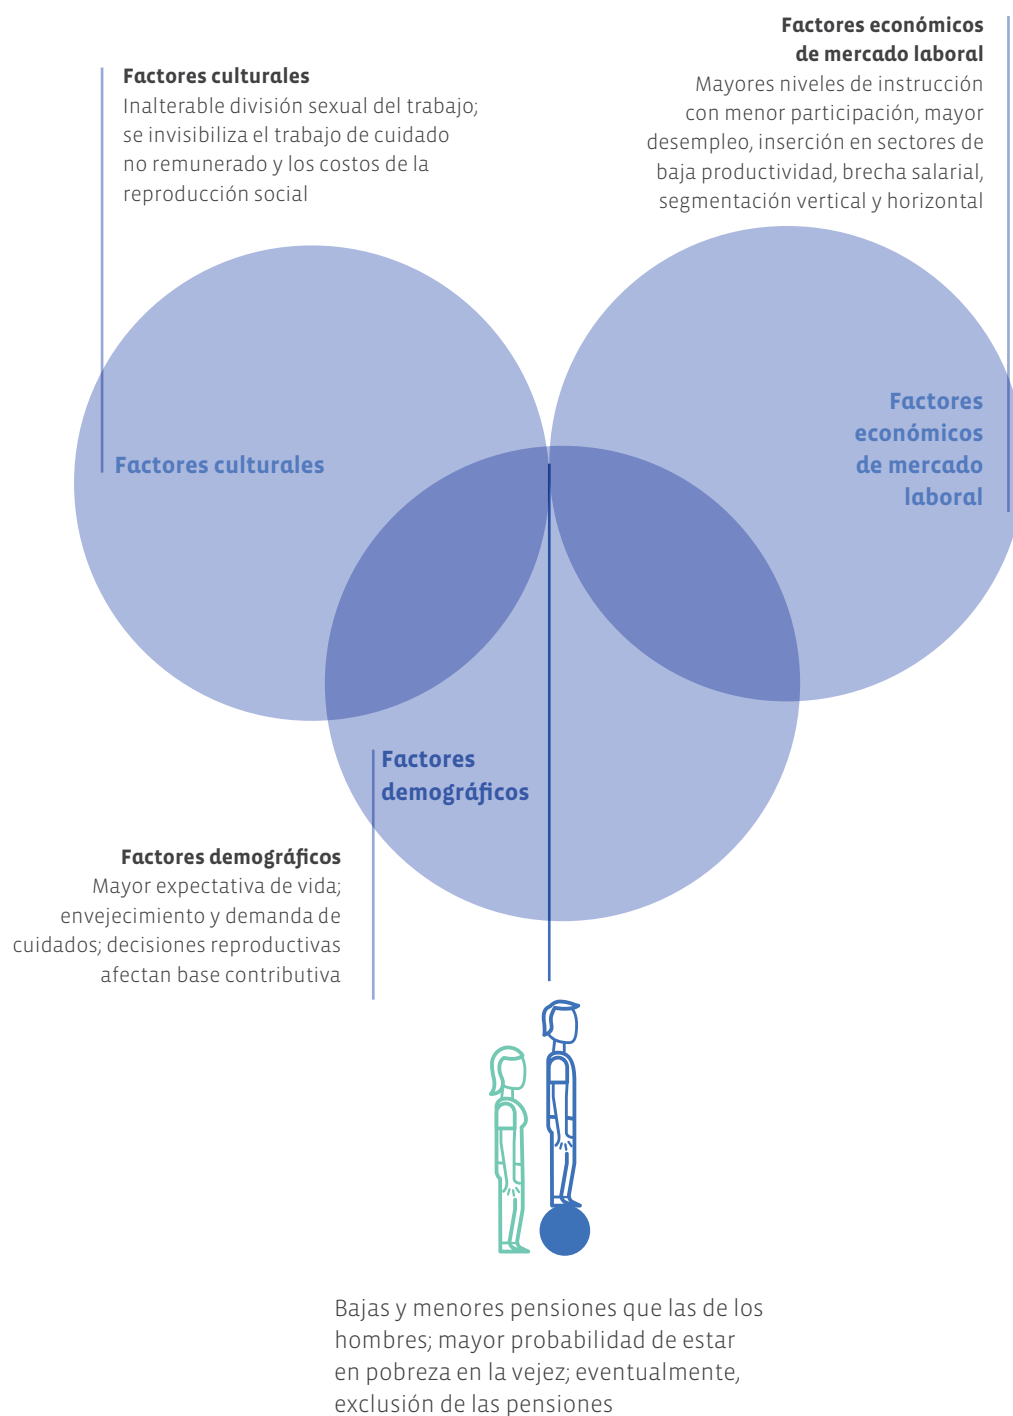 Factores culturales
Inalterable división sexual del trabajo;
se invisibiliza el trabajo de cuidado
no remunerado y los costos de la
reproducción social
Factores económicos
de mercado laboral
Mayores niveles de instrucción
con menor participación, mayor
desempleo, inserción en sectores de
baja productividad, brecha salarial,
segmentación vertical y horizontal
Factores culturales
Factores
económicos
de mercado
laboral
Factores
demográficos
Factores demográficos
Mayor expectativa de vida;
envejecimiento y demanda de
cuidados; decisiones reproductivas
afectan base contributiva
Bajas y menores pensiones que las de los
hombres; mayor probabilidad de estar
en pobreza en la vejez; eventualmente,
exclusión de las pensiones